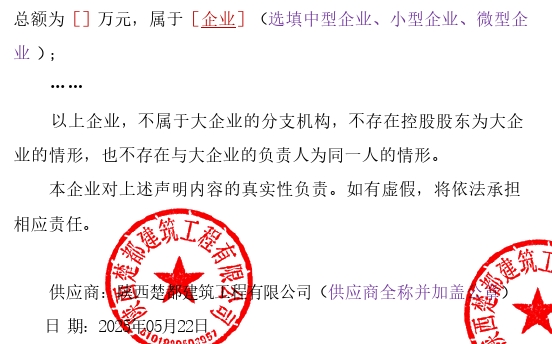 总额为 [] 万元，属于 [企业]（选填中型企业、小型企业、微型企
业 ）；
……
以上企业，不属于大企业的分支机构，不存在控股股东为大企
业的情形，也不存在与大企业的负责人为同一人的情形。
本企业对上述声明内容的真实性负责。如有虚假，将依法承担
相应责任。
供应商：陕西楚都建筑工程有限公司（供应商全称并加盖公章）
日 期：2025年05月22日
陕西楚都建筑工程有限公司
陕西楚都建筑工